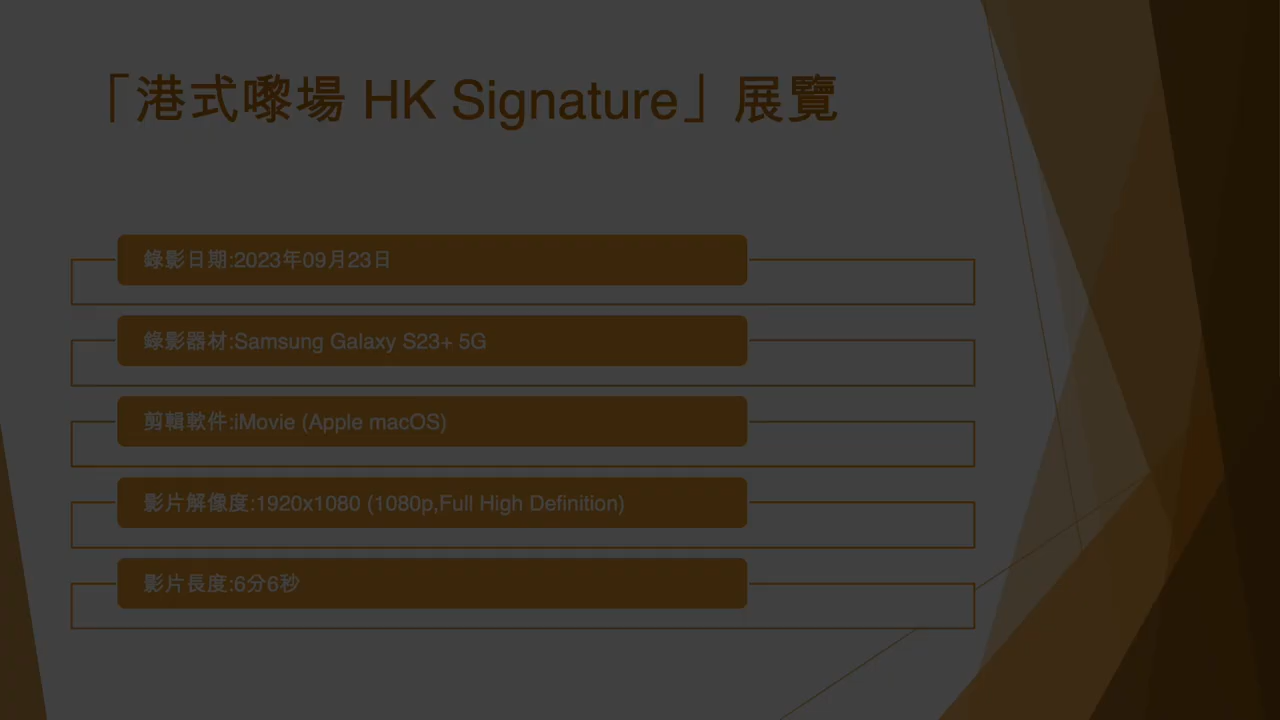 「港式嚟場 HK Signature」展覽
錄影日期:2023年09月23日
錄影器材:Samsung Galaxy S23+ 5G
剪輯軟件:iMovie (Apple macOS)
影片解像度:1920x1080 (1080p,Full High Definition)
影片長度:6分6秒